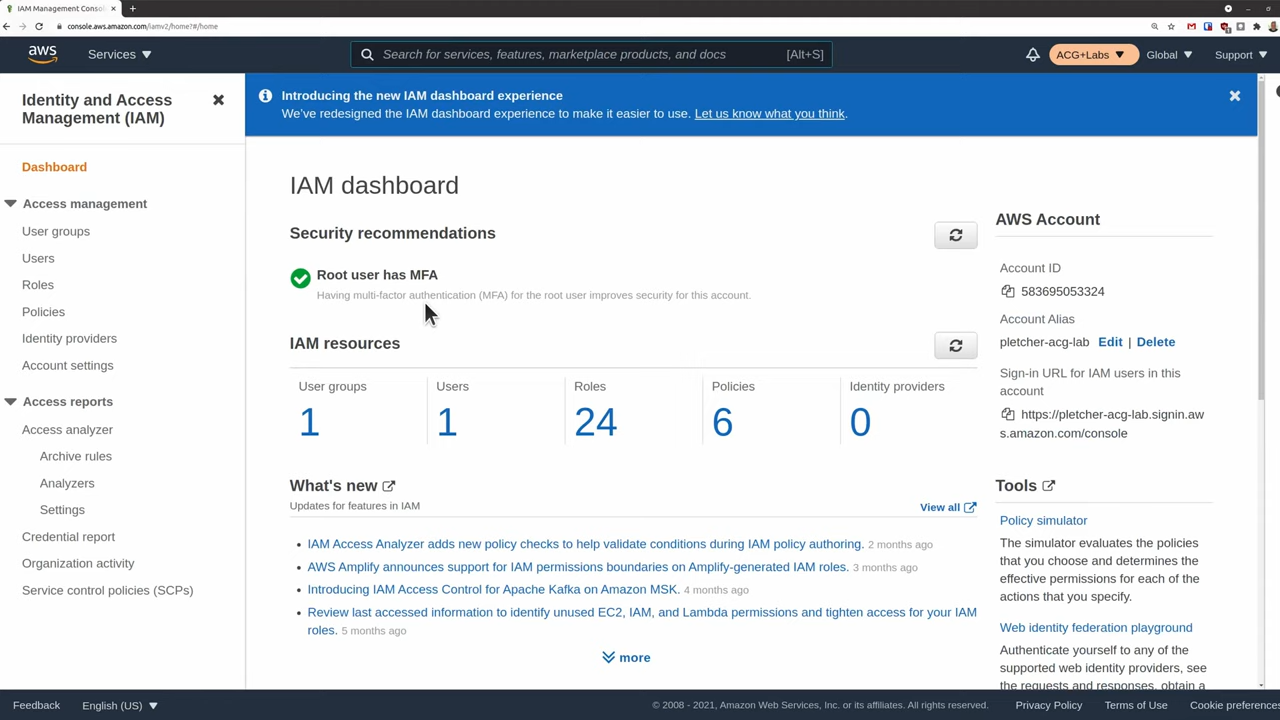 IAM Management Conso
console.aws.amazon.com/iamv2/home?#/home
aws
Services
Search for services, features, marketplace products, and docs
[Alt+S]
ACG+Labs
Global
Support
Identity and Access
Management (IAM)
Dashboard
Access management
User groups
Users
Roles
Policies
Identity providers
Account settings
Access reports
Access analyzer
Archive rules
Analyzers
Settings
Credential report
Organization activity
Service control policies (SCPs)
Introducing the new IAM dashboard experience
We've redesigned the IAM dashboard experience to make it easier to use. Let us know what you think.
IAM dashboard
Security recommendations
Root user has MFA
Having multi-factor authentication (MFA) for the root user improves security for this account.
IAM resources
User groups
1
Users
1
Roles
24
Policies
6
Identity providers
0
What's new
Updates for features in IAM
View all
• IAM Access Analyzer adds new policy checks to help validate conditions during IAM policy authoring. 2 months ago
• AWS Amplify announces support for IAM permissions boundaries on Amplify-generated IAM roles. 3 months ago
• Introducing IAM Access Control for Apache Kafka on Amazon MSK. 4 months ago
• Review last accessed information to identify unused EC2, IAM, and Lambda permissions and tighten access for your IAM
roles. 5 months ago
more
AWS Account
Account ID
583695053324
Account Alias
pletcher-acg-lab Edit | Delete
Sign-in URL for IAM users in this
account
https://pletcher-acg-lab.signin.aw
s.amazon.com/console
Tools
Policy simulator
The simulator evaluates the policies
that you choose and determines the
effective permissions for each of the
actions that you specify.
Web identity federation playground
Authenticate yourself to any of the
supported web identity providers, see
the requests and responses, obtain a
Feedback
English (US)
© 2008 - 2021, Amazon Web Services, Inc. or its affiliates. All rights reserved.
Privacy Policy
Terms of Use
Cookie preferences